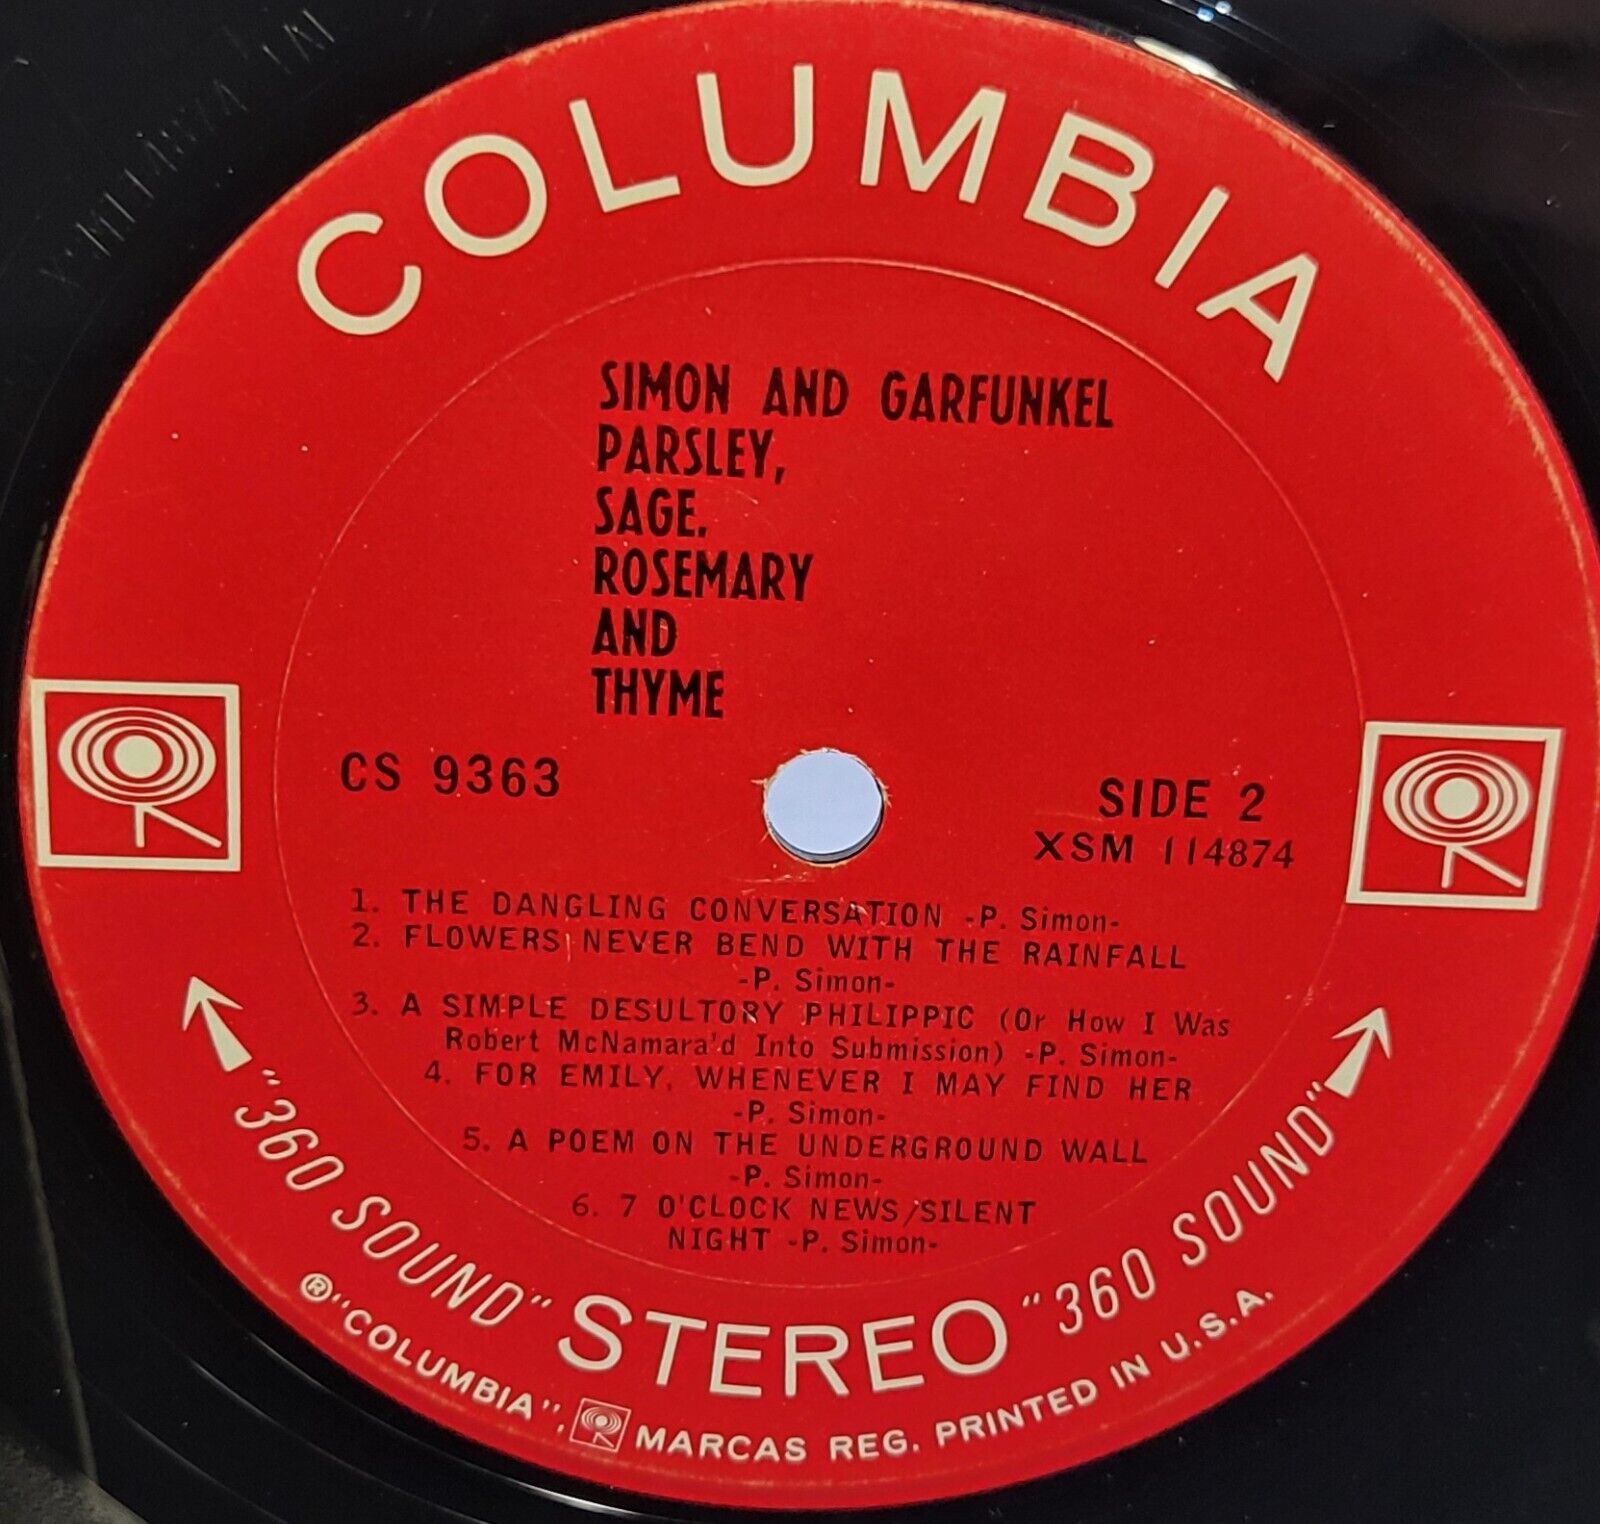 COLUMBIA
SIMON AND GARFUNKEL
PARSLEY,
SAGE.
ROSEMARY
AND
THYME
CS 9363
SIDE 2
XSM 114874
1. THE DANGLING CONVERSATION -P. Simon-
2. FLOWERS NEVER BEND WITH THE RAINFALL
-P. Simon-
3. A SIMPLE DESULTORY PHILIPPIC (Or How I Was
Robert McNamara'd Into Submission) -P. Simon-
4. FOR EMILY, WHENEVER I MAY FIND HER
-P. Simon-
5. A POEM ON THE UNDERGROUND WALL
-P. Simon-
6. 7 O'CLOCK NEWS/SILENT
NIGHT -P. Simon-
"360 SOUND" STEREO "360 SOUND"
® "COLUMBIA", MARCAS REG. PRINTED IN U.S.A.